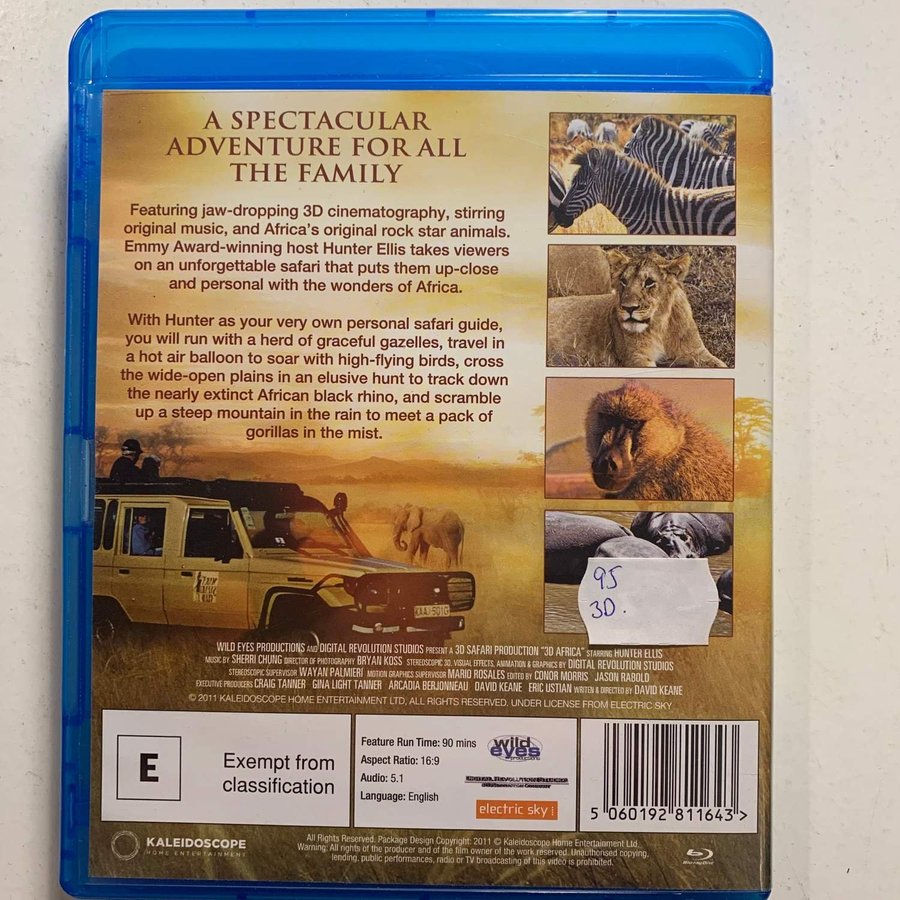 A SPECTACULAR
ADVENTURE FOR ALL
THE FAMILY
Featuring jaw-dropping 3D cinematography, stirring
original music, and Africa's original rock star animals.
Emmy Award-winning host Hunter Ellis takes viewers
on an unforgettable safari that puts them up-close
and personal with the wonders of Africa.
With Hunter as your very own personal safari guide,
you will run with a herd of graceful gazelles, travel in
a hot air balloon to soar with high-flying birds, cross
the wide-open plains in an elusive hunt to track down
the nearly extinct African black rhino, and scramble
up a steep mountain in the rain to meet a pack of
gorillas in the mist.
95
3D.
WILD EYES PRODUCTIONS AND DIGITAL REVOLUTION STUDIOS PRESENT A 3D SAFARI PRODUCTION "3D AFRICA" STARRING HUNTER ELLIS
MUSIC BY SHERRI CHUNG DIRECTOR OF PHOTOGRAPHY BRYAN KOSS STEREOSCOPIC 3D, VISUAL EFFECTS, ANIMATION & GRAPHICS BY DIGITAL REVOLUTION STUDIOS
STEREOSCOPIC SUPERVISOR WAYAN PALMIERI MOTION GRAPHICS SUPERVISOR MARIO ROSALES EDITED BY CONOR MORRIS JASON RABOLD
EXECUTIVE PRODUCERS CRAIG TANNER GINA LIGHT TANNER ARCADIA BERJONNEAU DAVID KEANE ERIC USTIAN WRITTEN & DIRECTED BY DAVID KEANE
© 2011 KALEIDOSCOPE HOME ENTERTAINMENT LTD, ALL RIGHTS RESERVED. UNDER LICENSE FROM ELECTRIC SKY
E
Exempt from
classification
Feature Run Time: 90 mins
Aspect Ratio: 16:9
Audio: 5.1
Language: English
wild
eyes
productions
DIGITAL REVOLUTION STUDIOS
electric sky
5 060192 811643 >
KALEIDOSCOPE
HOME ENTERTAINMENT
All Rights Reserved. Package Design Copyright: 2011 © Kaleidoscope Home Entertainment Ltd.
Warning: All rights of the producer and of the film owner of the work reserved. Unauthorised copying,
lending, public performances, radio or TV broadcasting of this video is prohibited.
Blu-ray Disc